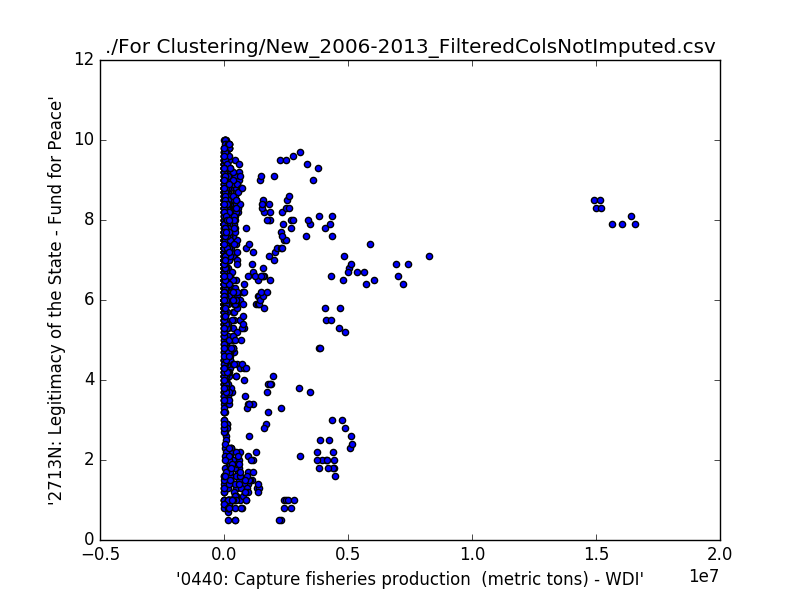 ./For Clustering/New_2006-2013_FilteredColsNotImputed.csv
12
10
8
6
4
2
0
'2713N: Legitimacy of the State - Fund for Peace'
−0.5 0.0 0.5 1.0 1.5 2.0
1e7
'0440: Capture fisheries production  (metric tons) - WDI'